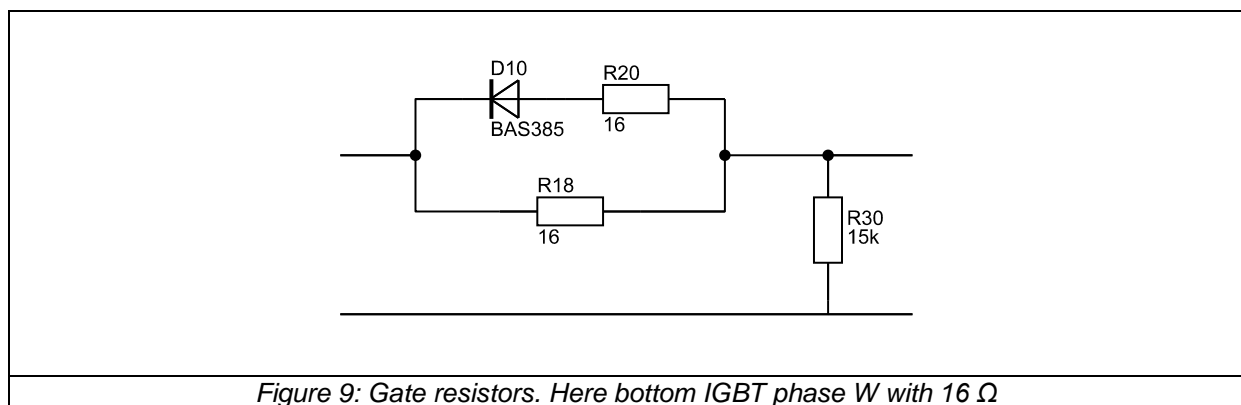 D10
BAS385
R20
16
R18
16
R30
15k
Figure 9: Gate resistors. Here bottom IGBT phase W with 16 Ω